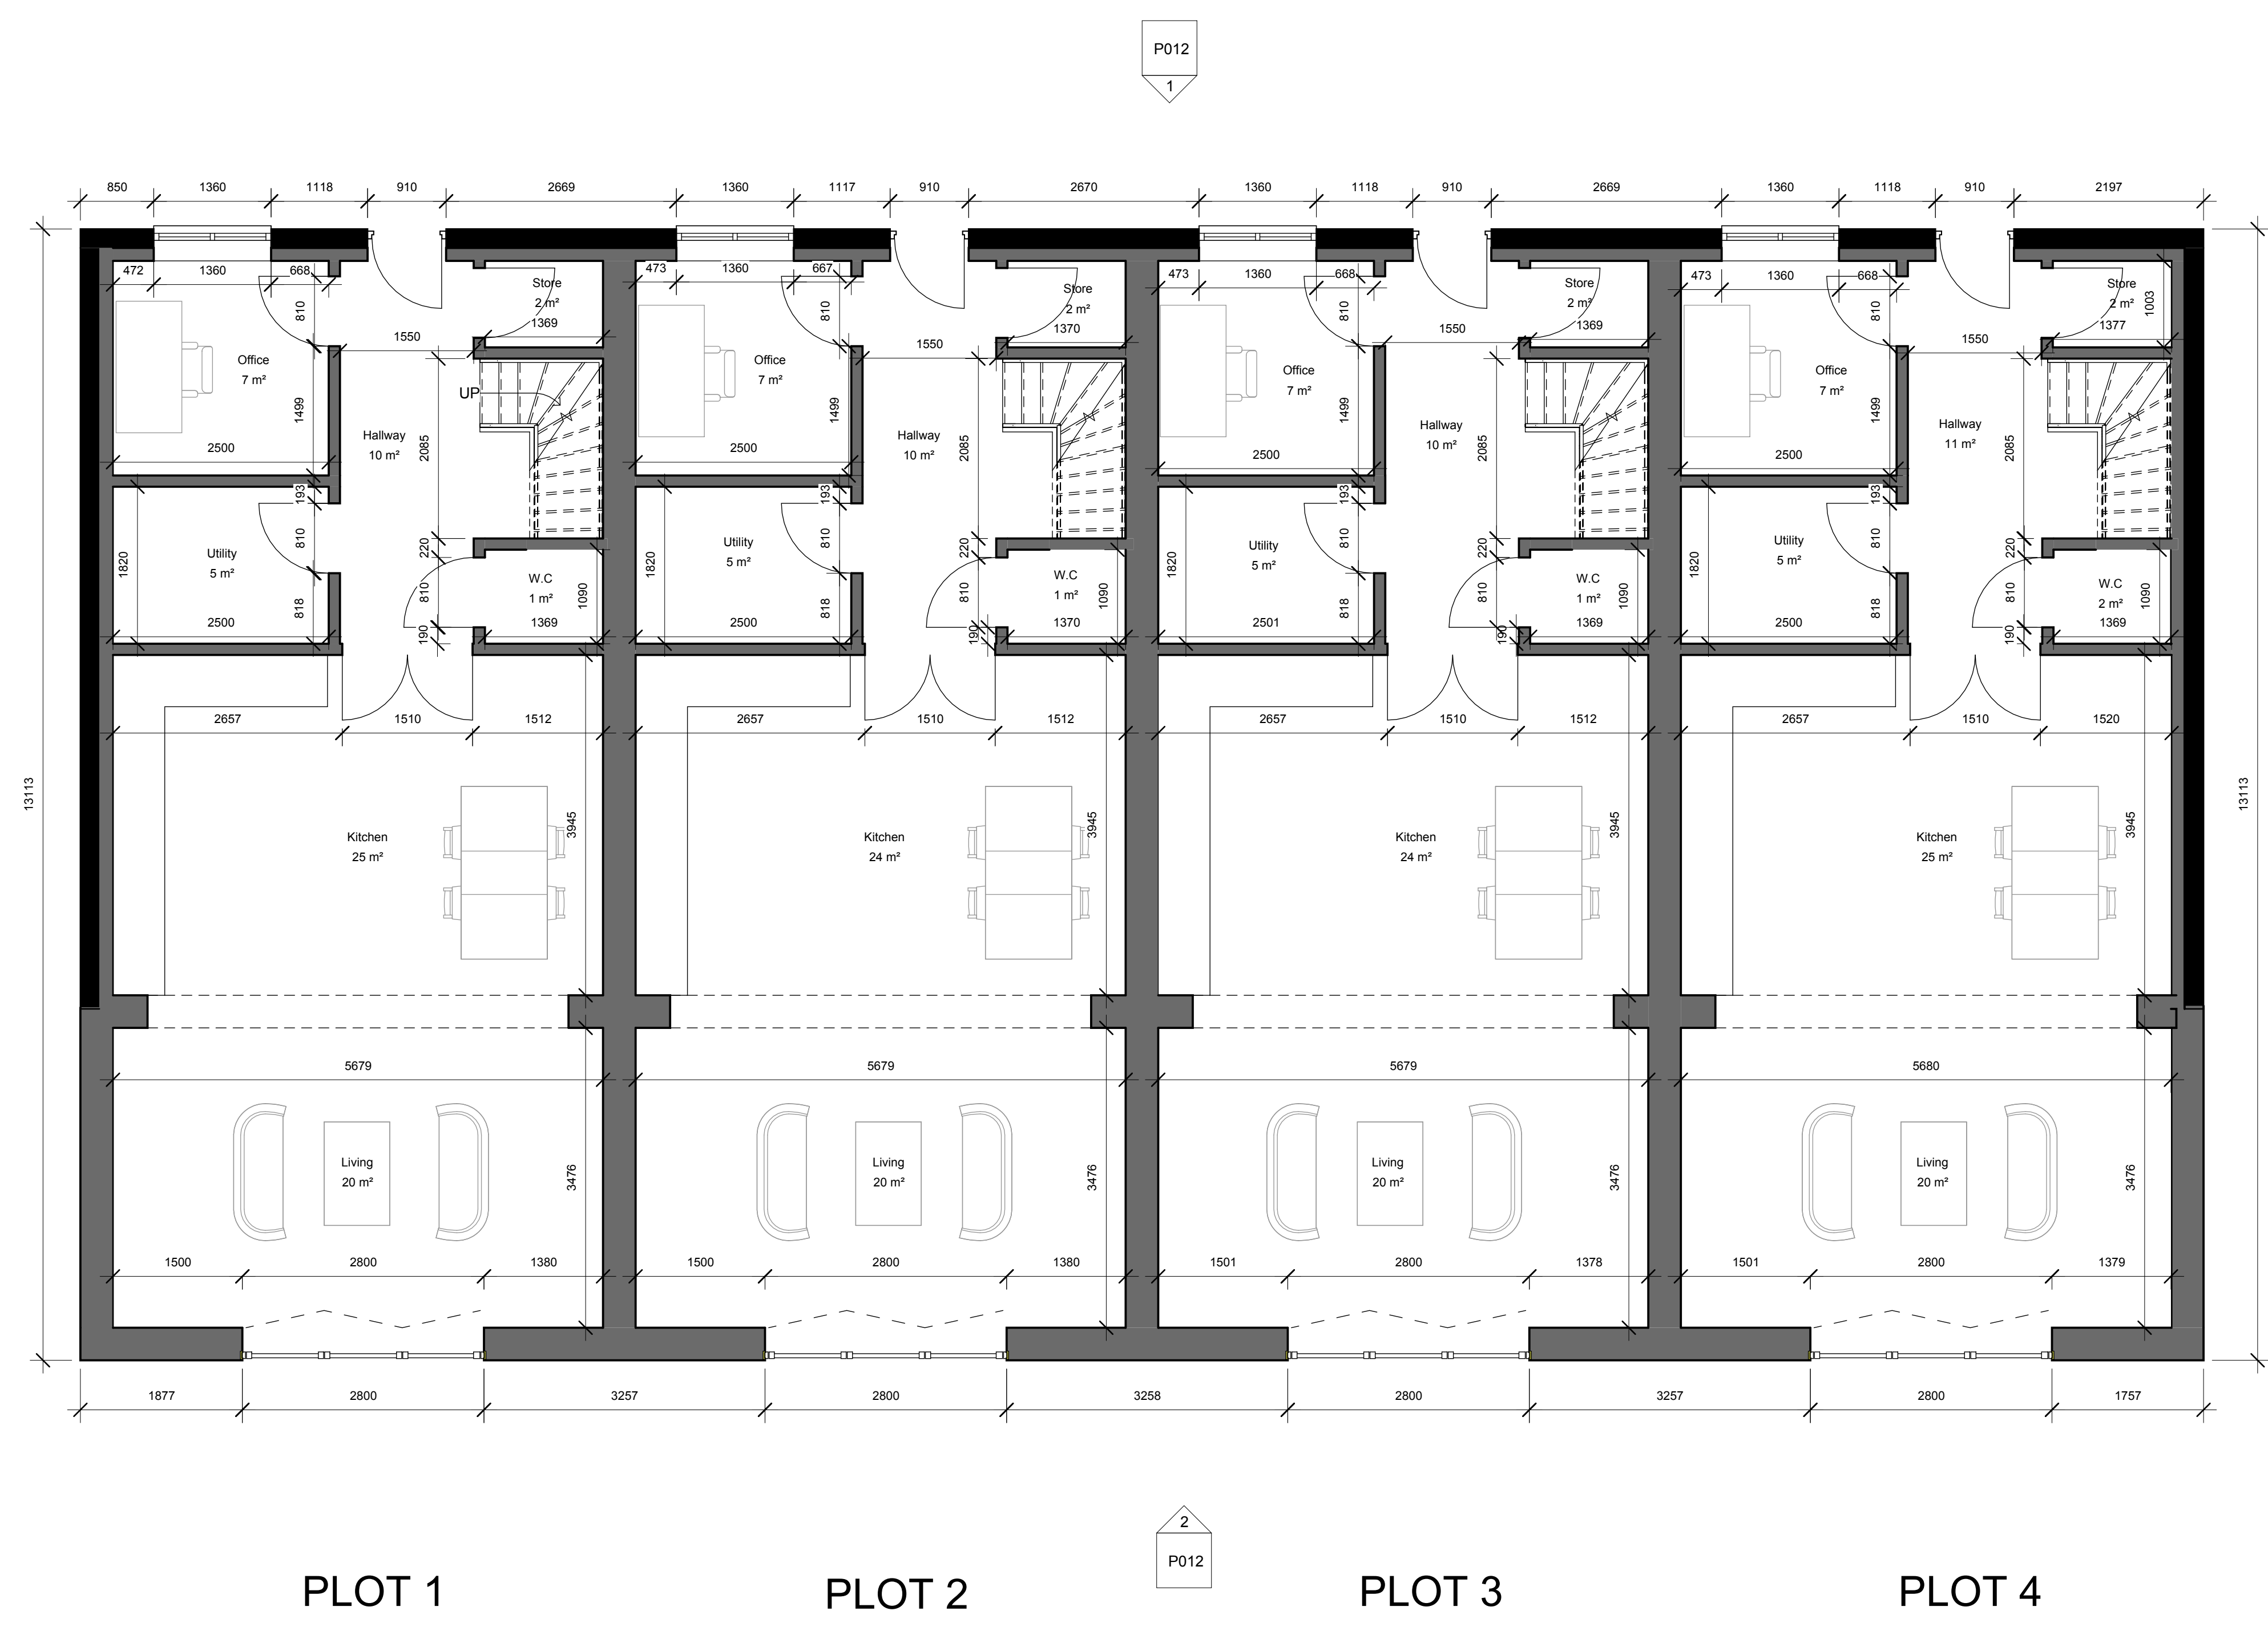 P012
1
850 1360 1118 910 2669 1360 1117 910 2670 1360 1118 910 2669 1360 1118 910 2197
472 1360 668 473 1360 667 473 1360 668 473 1360 668
Store Store Store Store
2 m² 2 m² 2 m² 2 m²
810 810 810 810 1003
1369 1370 1369 1377
1550 1550 1550 1550
Office Office Office Office
7 m² 7 m² 7 m² 7 m²
UP
1499 1499 1499 1499
Hallway Hallway Hallway Hallway
10 m² 10 m² 10 m² 11 m²
2085 2085 2085 2085
2500 2500 2500 2500
193 193 193 193
810 810 810 810
Utility Utility Utility Utility
5 m² 5 m² 5 m² 5 m²
1820 1820 1820 1820
220 220 220 220
W.C W.C W.C W.C
1 m² 1 m² 1 m² 2 m²
810 1090 810 1090 810 1090 810 1090
818 818 818 818
2500 1369 2500 1370 2501 1369 2500 1369
190 190 190 190
2657 1510 1512 2657 1510 1512 2657 1510 1512 2657 1510 1520
13113 13113
Kitchen Kitchen Kitchen Kitchen
25 m² 24 m² 24 m² 25 m²
3945 3945 3945 3945
5679 5679 5679 5680
Living Living Living Living
20 m² 20 m² 20 m² 20 m²
3476 3476 3476 3476
1500 2800 1380 1500 2800 1380 1501 2800 1378 1501 2800 1379
1877 2800 3257 2800 3258 2800 3257 2800 1757
2
P012
PLOT 1 PLOT 2 PLOT 3 PLOT 4